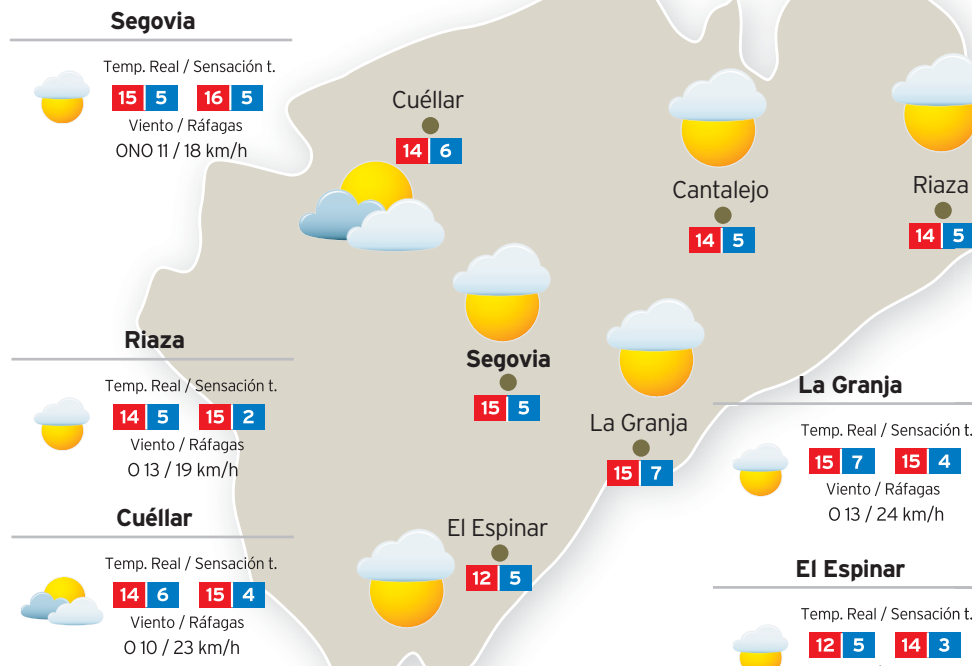 Segovia
Temp. Real / Sensación t.
15 5 16 5
Viento / Ráfagas
ONO 11 / 18 km/h
Riaza
Temp. Real / Sensación t.
14 5 15 2
Viento / Ráfagas
O 13 / 19 km/h
Cuéllar
Temp. Real / Sensación t.
14 6 15 4
Viento / Ráfagas
O 10 / 23 km/h
Cuéllar
14 6
Cantalejo
14 5
Riaza
14 5
Segovia
15 5
La Granja
15 7
El Espinar
12 5
La Granja
Temp. Real / Sensación t.
15 7 15 4
Viento / Ráfagas
O 13 / 24 km/h
El Espinar
Temp. Real / Sensación t.
12 5 14 3